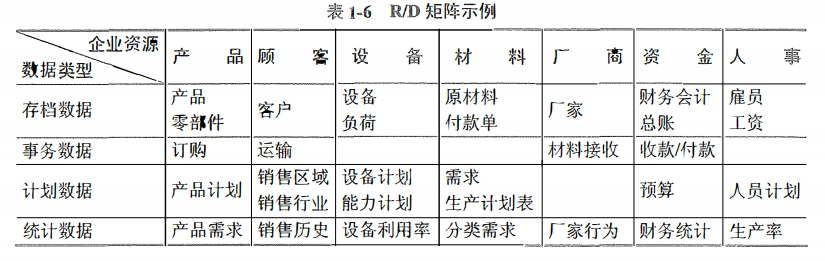 表 1-6 R/D 矩阵示例
企业资源
数据类型
产 品 顾 客 设 备 材 料 厂 商 资 金 人 事
存档数据
产品
零部件
客户
设备
负荷
原材料
付款单
厂家
财务会计
总账
雇员
工资
事务数据 订购 运输 材料接收 收款/付款
计划数据
产品计划
销售区域
销售行业
设备计划
能力计划
需求
生产计划表
预算
人员计划
统计数据 产品需求 销售历史 设备利用率 分类需求 厂家行为 财务统计 生产率